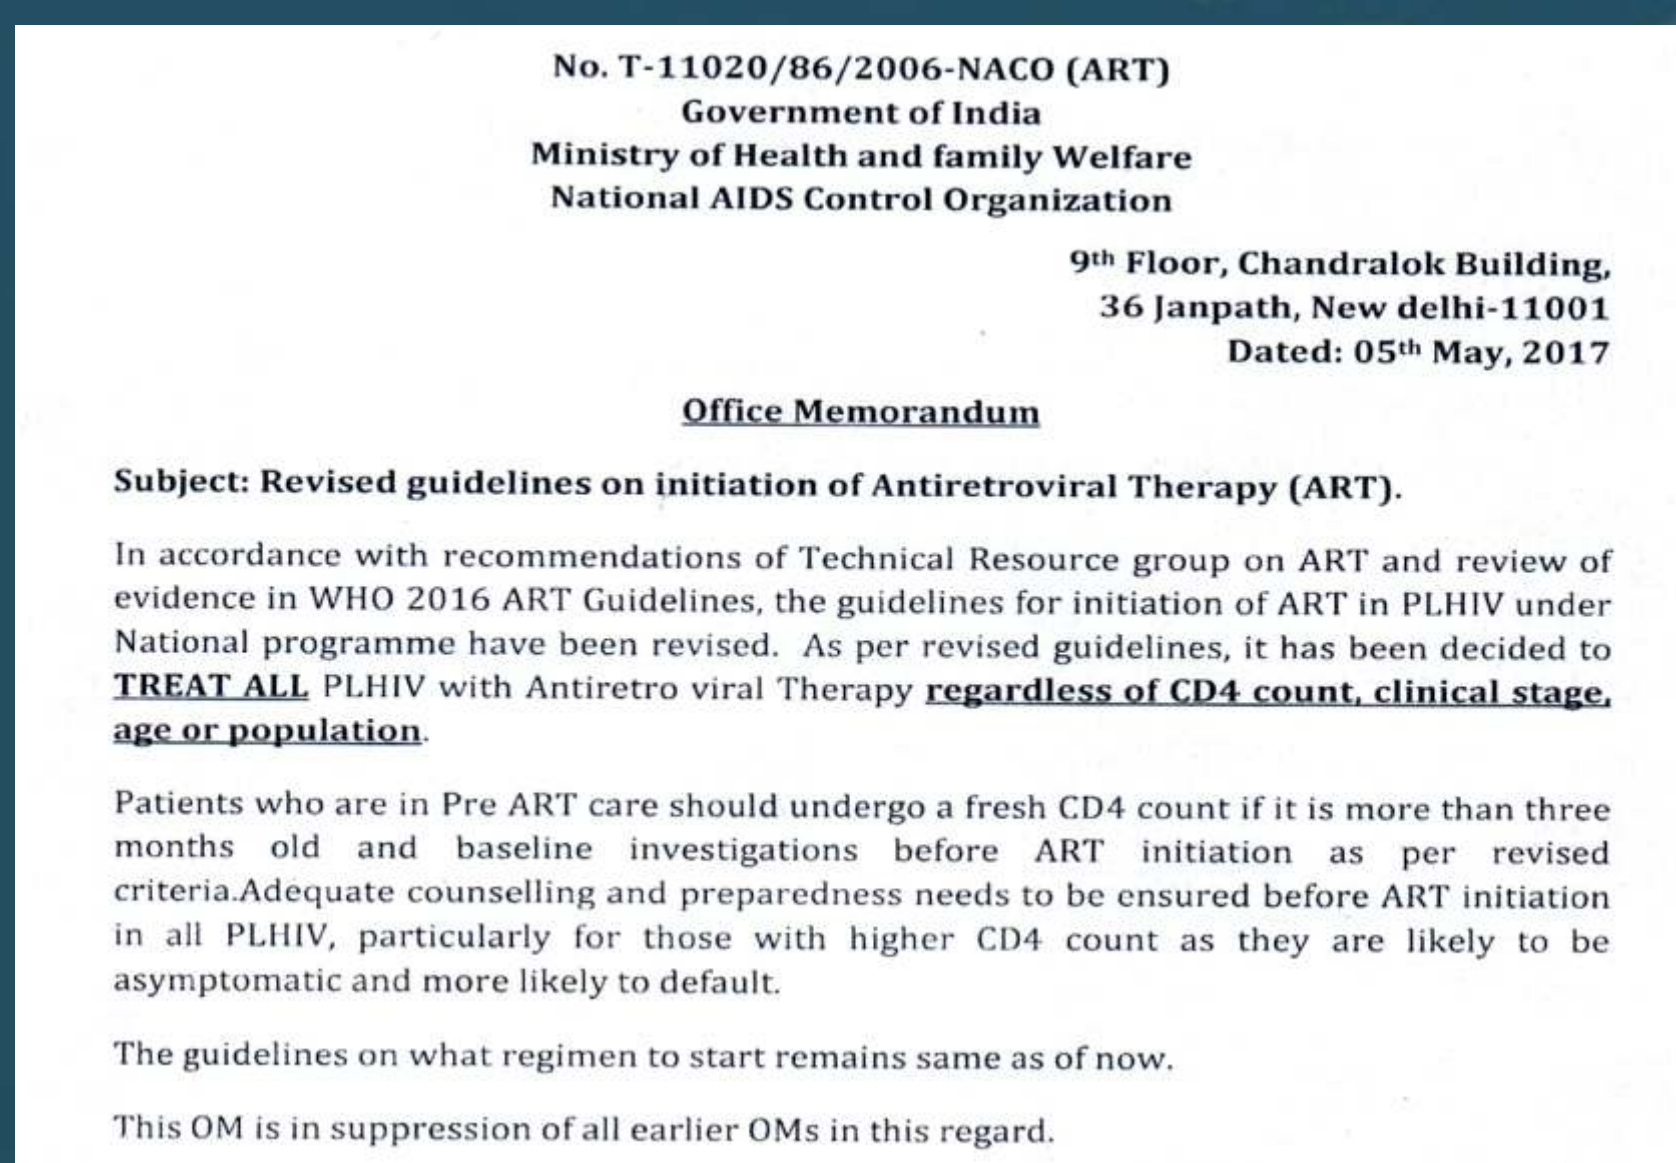 No. T-11020/86/2006-NACO (ART)
Government of India
Ministry of Health and family Welfare
National AIDS Control Organization
9th Floor, Chandralok Building,
36 Janpath, New delhi-11001
Dated: 05th May, 2017
Office Memorandum
Subject: Revised guidelines on initiation of Antiretroviral Therapy (ART).
In accordance with recommendations of Technical Resource group on ART and review of
evidence in WHO 2016 ART Guidelines, the guidelines for initiation of ART in PLHIV under
National programme have been revised. As per revised guidelines, it has been decided to
TREAT ALL PLHIV with Antiretro viral Therapy regardless of CD4 count, clinical stage,
age or population.
Patients who are in Pre ART care should undergo a fresh CD4 count if it is more than three
months old and baseline investigations before ART initiation as per revised
criteria.Adequate counselling and preparedness needs to be ensured before ART initiation
in all PLHIV, particularly for those with higher CD4 count as they are likely to be
asymptomatic and more likely to default.
The guidelines on what regimen to start remains same as of now.
This OM is in suppression of all earlier OMs in this regard.